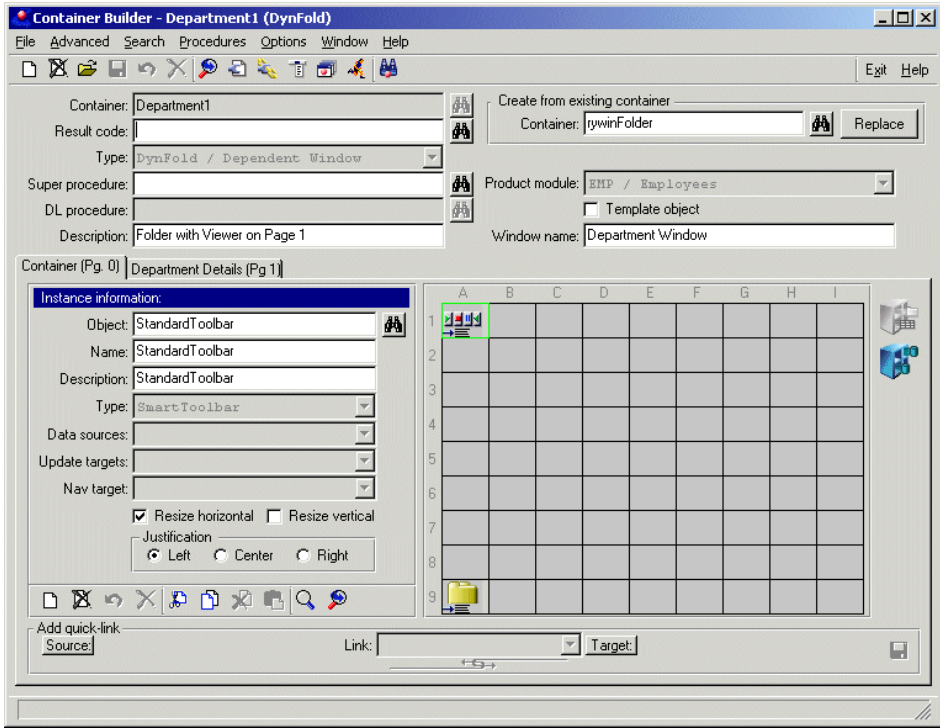 Container Builder - Department1 (DynFold)
File Advanced Search Procedures Options Window Help
Exit Help
Container: Department1
Result code:
Type: DynFold / Dependent Window
Super procedure:
DL procedure:
Description: Folder with Viewer on Page 1
Create from existing container
Container: rywinFolder Replace
Product module: EMP / Employees
Template object
Window name: Department Window
Container (Pg. 0) Department Details (Pg 1)
Instance information:
Object: StandardToolbar
Name: StandardToolbar
Description: StandardToolbar
Type: SmartToolbar
Data sources:
Update targets:
Nav target:
Resize horizontal Resize vertical
Justification
Left Center Right
A B C D E F G H I
1
2
3
4
5
6
7
8
9
Add quick-link
Source: Link: Target: